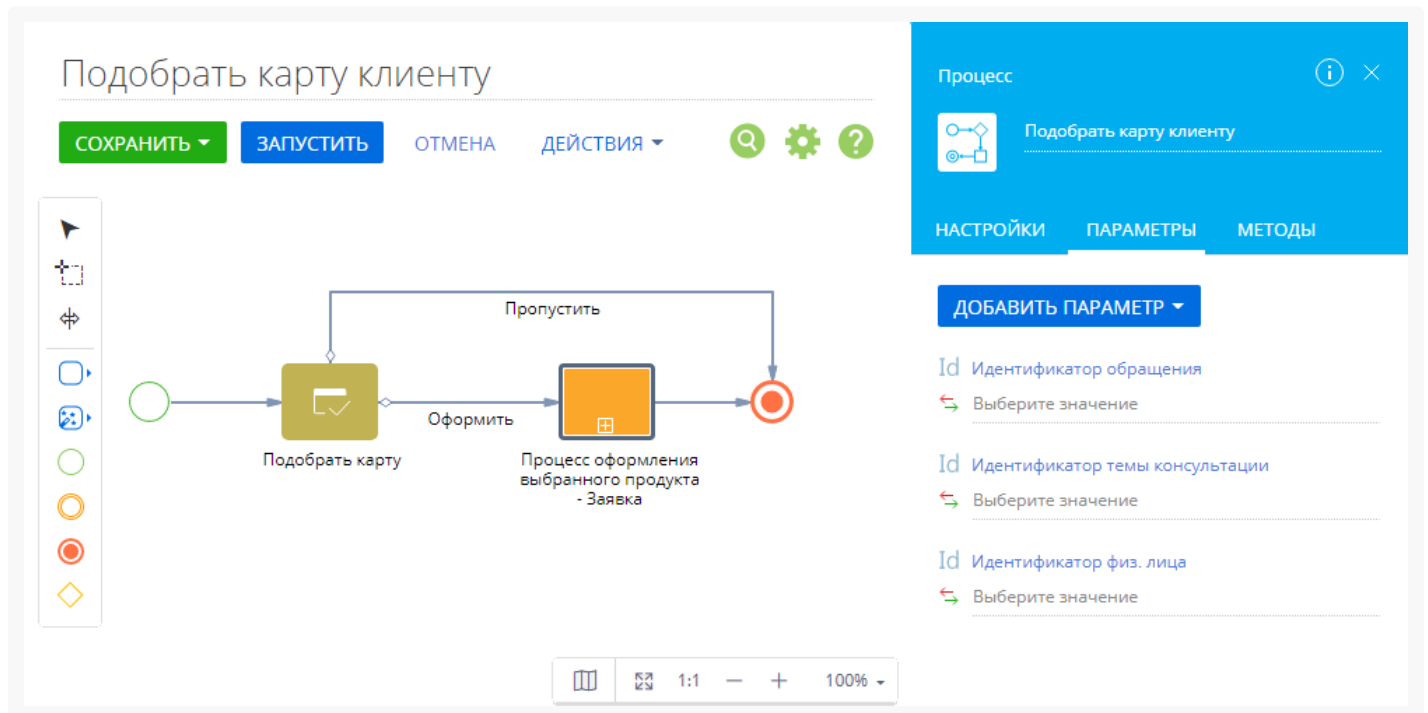 Подобрать карту клиенту
СОХРАНИТЬ
ЗАПУСТИТЬ
ОТМЕНА
ДЕЙСТВИЯ
?
Пропустить
Оформить
Подобрать карту
Процесс оформления
выбранного продукта
- Заявка
1:1
100%
Процесс
i
Подобрать карту клиенту
НАСТРОЙКИ
ПАРАМЕТРЫ
МЕТОДЫ
ДОБАВИТЬ ПАРАМЕТР
Id Идентификатор обращения
Выберите значение
Id Идентификатор темы консультации
Выберите значение
Id Идентификатор физ. лица
Выберите значение